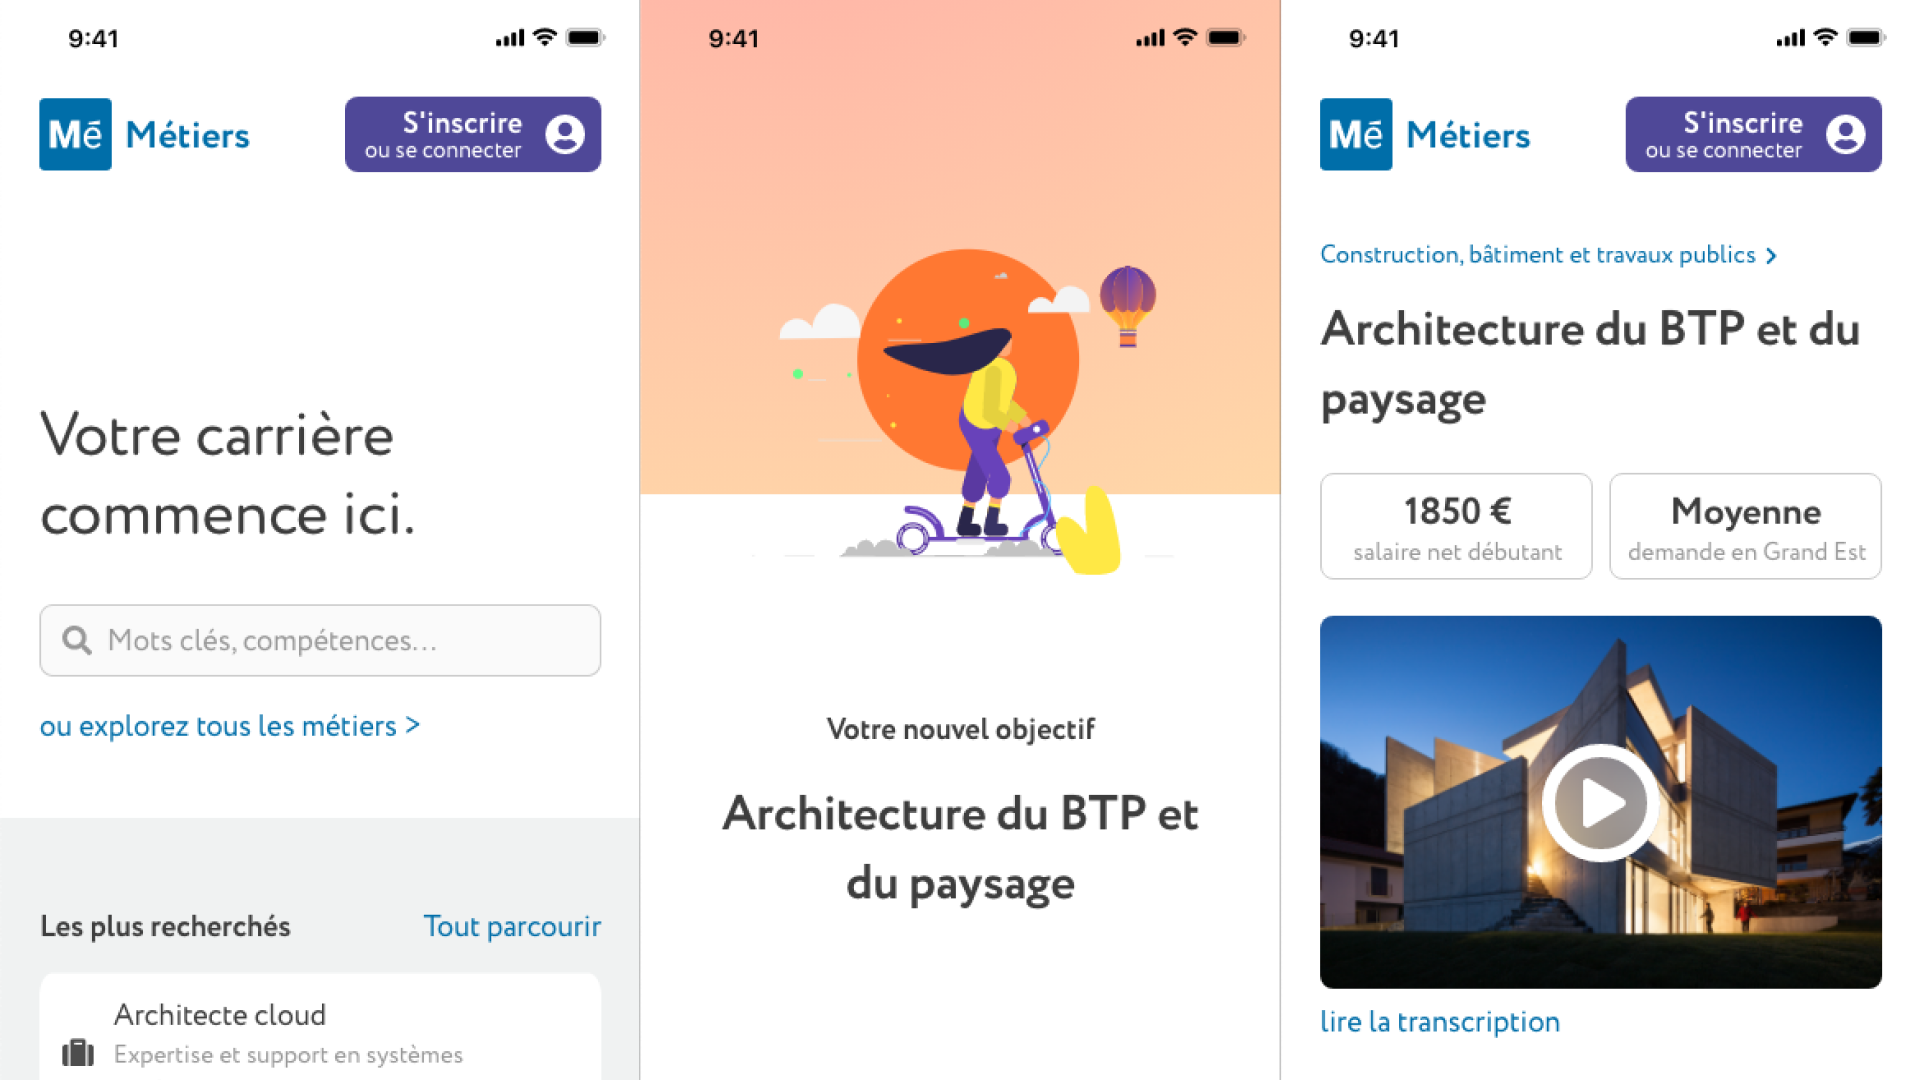 9:41
Mé Métiers
S'inscrire
ou se connecter
Votre carrière
commence ici.
Mots clés, compétences...
ou explorez tous les métiers >
Les plus recherchés
Tout parcourir
Architecte cloud
Expertise et support en systèmes
9:41
Votre nouvel objectif
Architecture du BTP et
du paysage
9:41
Mé Métiers
S'inscrire
ou se connecter
Construction, bâtiment et travaux publics >
Architecture du BTP et du
paysage
1850 €
salaire net débutant
Moyenne
demande en Grand Est
lire la transcription